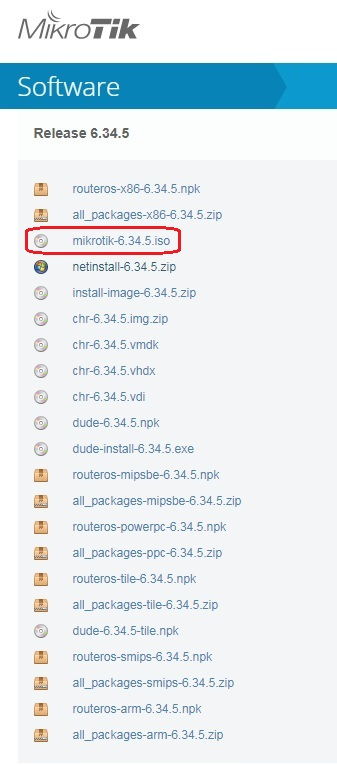 MikroTik
Software
Release 6.34.5
routeros-x86-6.34.5.npk
all_packages-x86-6.34.5.zip
mikrotik-6.34.5.iso
netinstall-6.34.5.zip
install-image-6.34.5.zip
chr-6.34.5.img.zip
chr-6.34.5.vmdk
chr-6.34.5.vhdx
chr-6.34.5.vdi
dude-6.34.5.npk
dude-install-6.34.5.exe
routeros-mipsbe-6.34.5.npk
all_packages-mipsbe-6.34.5.zip
routeros-powerpc-6.34.5.npk
all_packages-ppc-6.34.5.zip
routeros-tile-6.34.5.npk
all_packages-tile-6.34.5.zip
dude-6.34.5-tile.npk
routeros-smips-6.34.5.npk
all_packages-smips-6.34.5.zip
routeros-arm-6.34.5.npk
all_packages-arm-6.34.5.zip